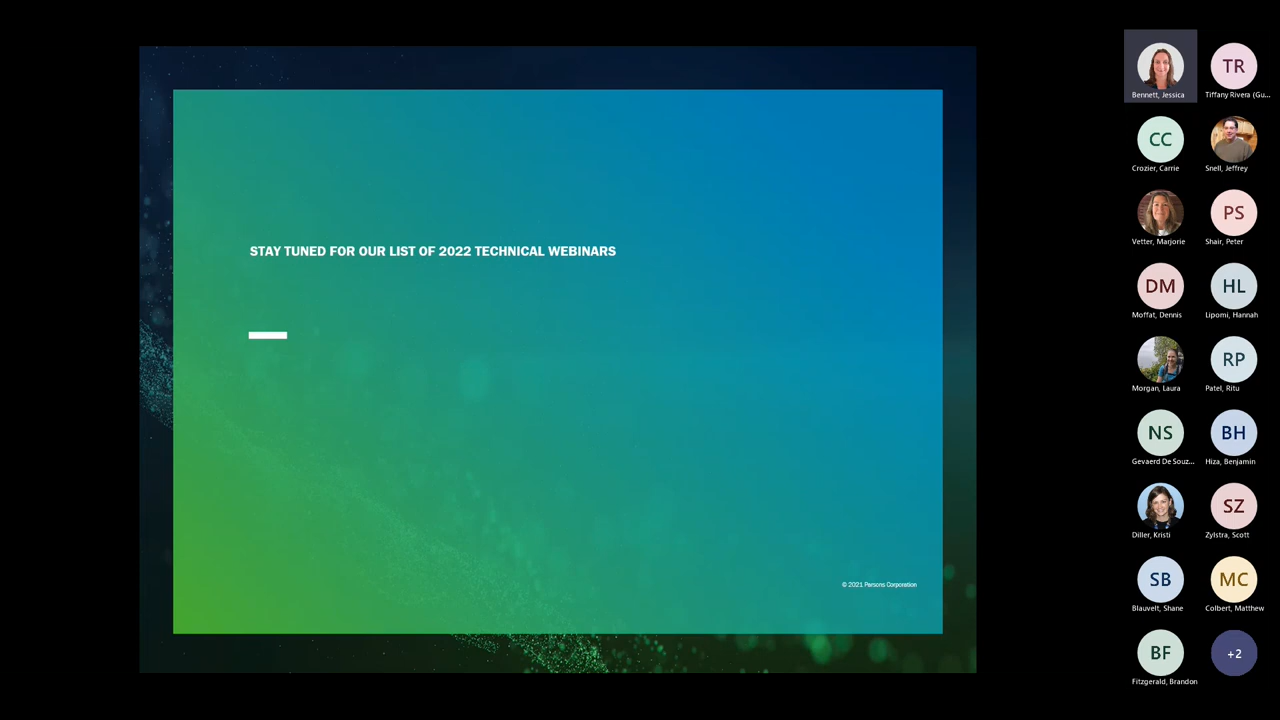 STAY TUNED FOR OUR LIST OF 2022 TECHNICAL WEBINARS
© 2021 Parsons Corporation
Bennett, Jessica
TR
Tiffany Rivera (Gu...
CC
Crozier, Carrie
Snell, Jeffrey
Vetter, Marjorie
PS
Shair, Peter
DM
Moffat, Dennis
HL
Lipomi, Hannah
Morgan, Laura
RP
Patel, Ritu
NS
Gevaerd De Souz...
BH
Hiza, Benjamin
Diller, Kristi
SZ
Zylstra, Scott
SB
Blauvelt, Shane
MC
Colbert, Matthew
BF
Fitzgerald, Brandon
+2